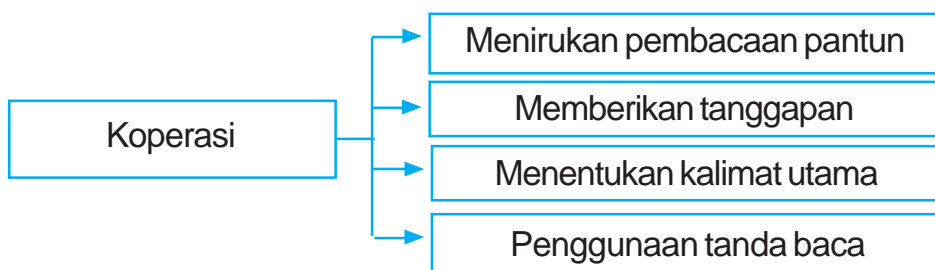 Menirukan pembacaan pantun
Memberikan tanggapan
Koperasi
Menentukan kalimat utama
Penggunaan tanda baca